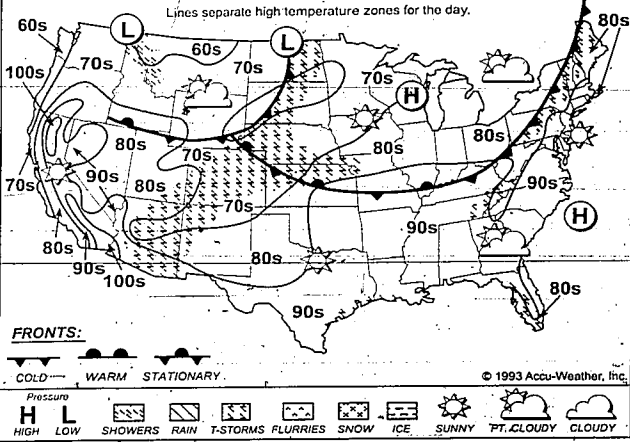 Lines separate high temperature zones for the day.
60s
L
L
80s
70s
60s
70s
70s
100s
H
80s
80s
80s
70s
70s
90s
80s
90s
70s
90s
H
80s
80s
90s
100s
90s
80s
FRONTS:
COLD WARM STATIONARY
© 1993 Accu-Weather, Inc.
Pressure
H L
HIGH LOW SHOWERS RAIN T-STORMS FLURRIES SNOW ICE SUNNY PT. CLOUDY CLOUDY